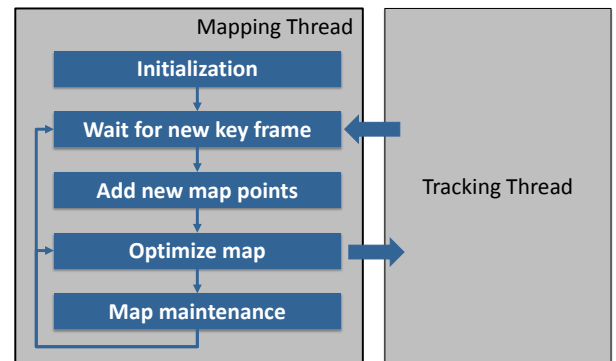 Mapping Thread
Initialization
Wait for new key frame
Add new map points
Optimize map
Map maintenance
Tracking Thread